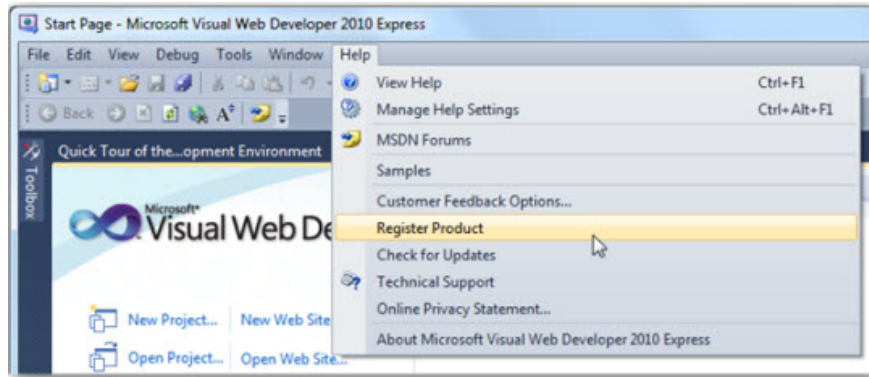 Start Page - Microsoft Visual Web Developer 2010 Express
File Edit View Debug Tools Window Help
View Help Ctrl+F1
Manage Help Settings Ctrl+Alt+F1
Back
MSDN Forums
Quick Tour of the...opment Environment
Samples
Toolbox
Customer Feedback Options...
Microsoft®
Visual Web De
Register Product
Check for Updates
Technical Support
Online Privacy Statement...
New Project... New Web Site
About Microsoft Visual Web Developer 2010 Express
Open Project... Open Web Site...